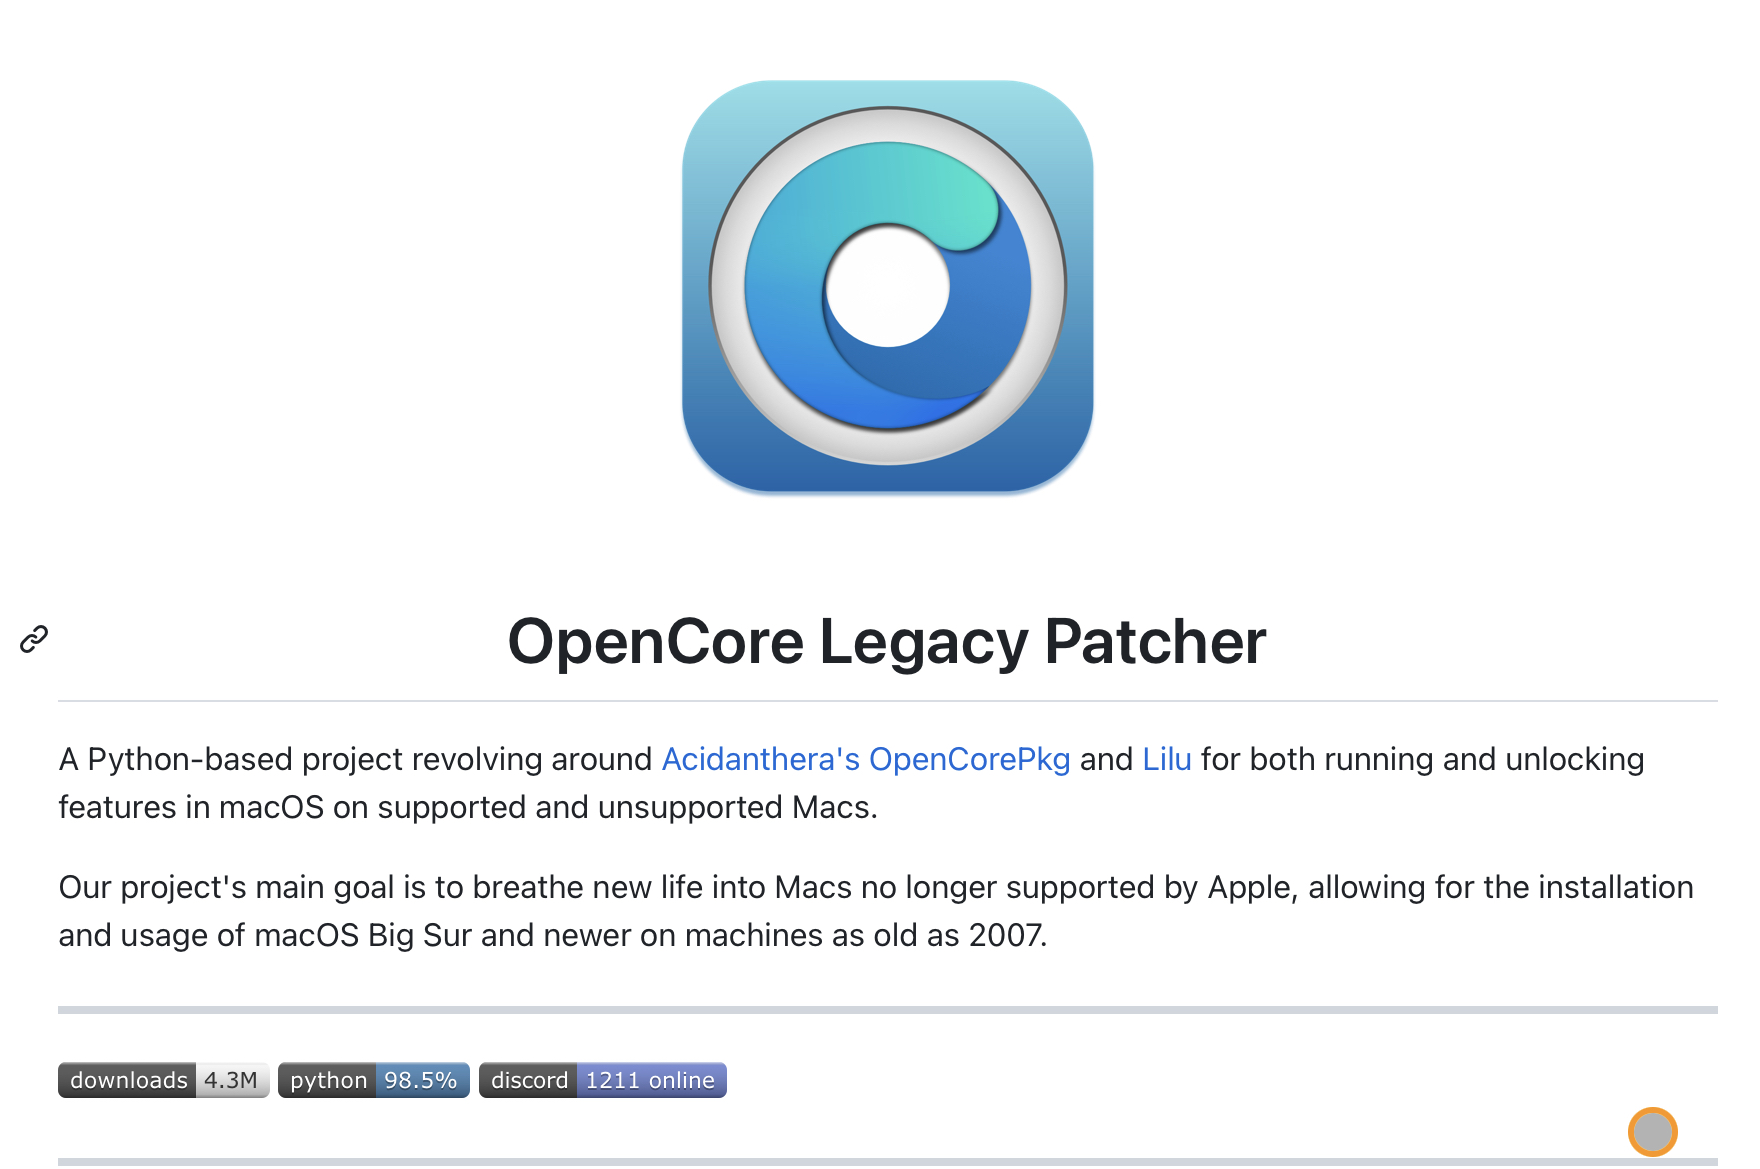 OpenCore Legacy Patcher
A Python-based project revolving around Acidanthera's OpenCorePkg and Lilu for both running and unlocking
features in macOS on supported and unsupported Macs.
Our project's main goal is to breathe new life into Macs no longer supported by Apple, allowing for the installation
and usage of macOS Big Sur and newer on machines as old as 2007.
downloads 4.3M python 98.5% discord 1211 online